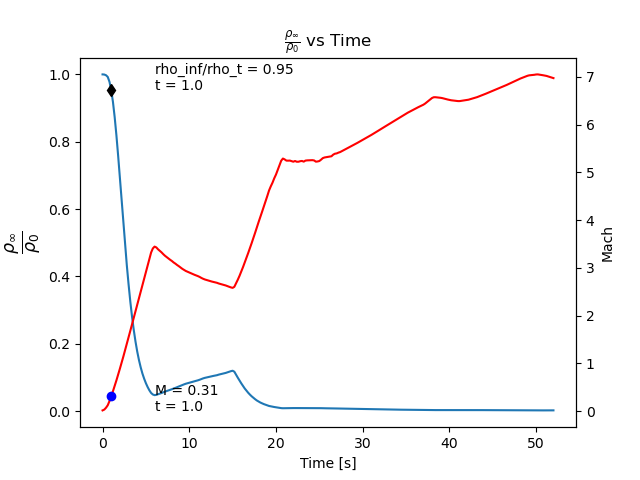 ρ∞/ρ0 vs Time
rho_inf/rho_t = 0.95
t = 1.0
1.0
0.8
0.6
0.4
0.2
0.0
ρ∞/ρ0
7
6
5
4
3
2
1
0
Mach
M = 0.31
t = 1.0
0 10 20 30 40 50
Time [s]